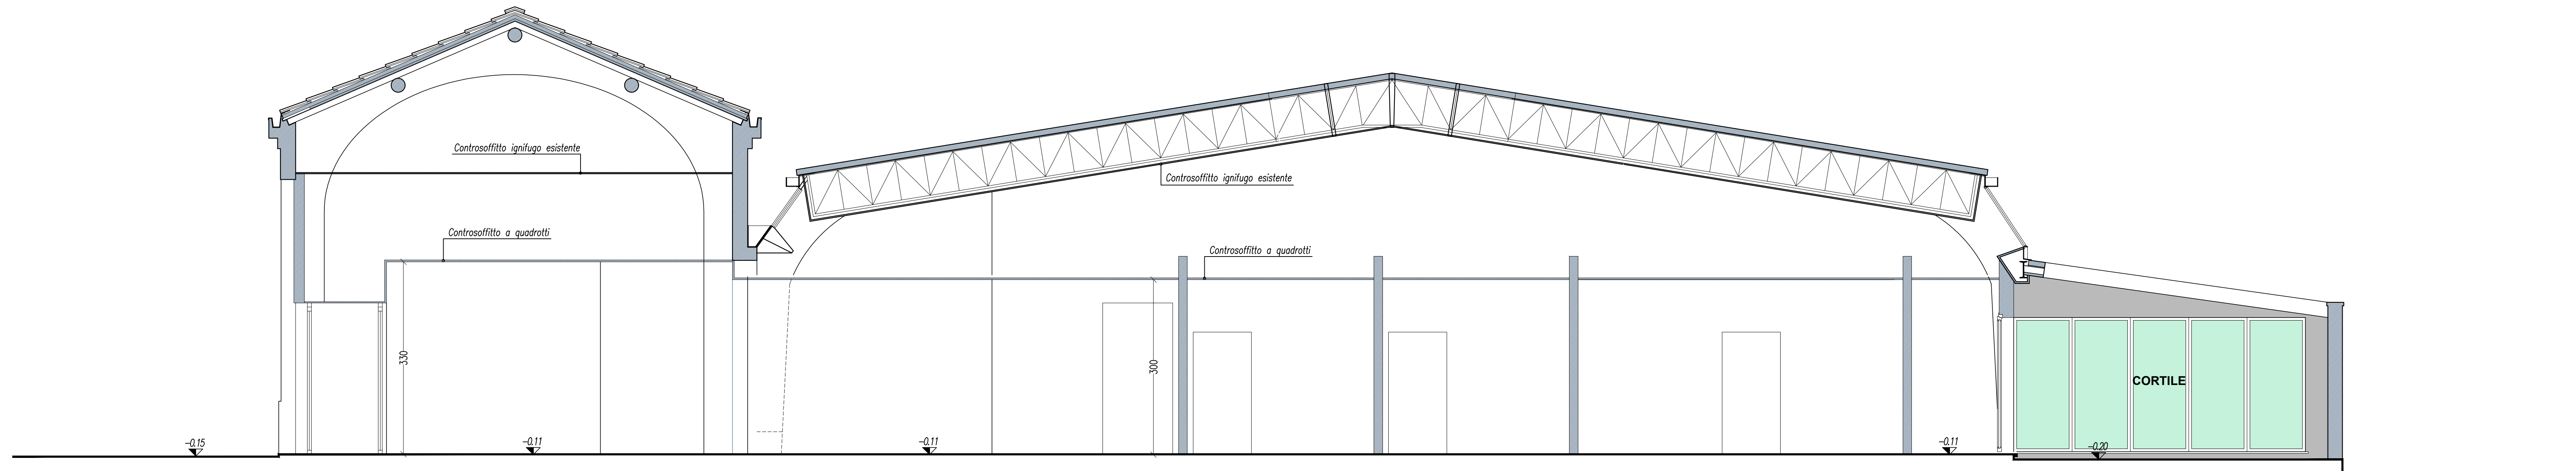 Controsoffitto ignifugo esistente
Controsoffitto ignifugo esistente
Controsoffitto a quadrotti
Controsoffitto a quadrotti
330
300
CORTILE
-0.15
-0.11
-0.11
-0.11
-0.20